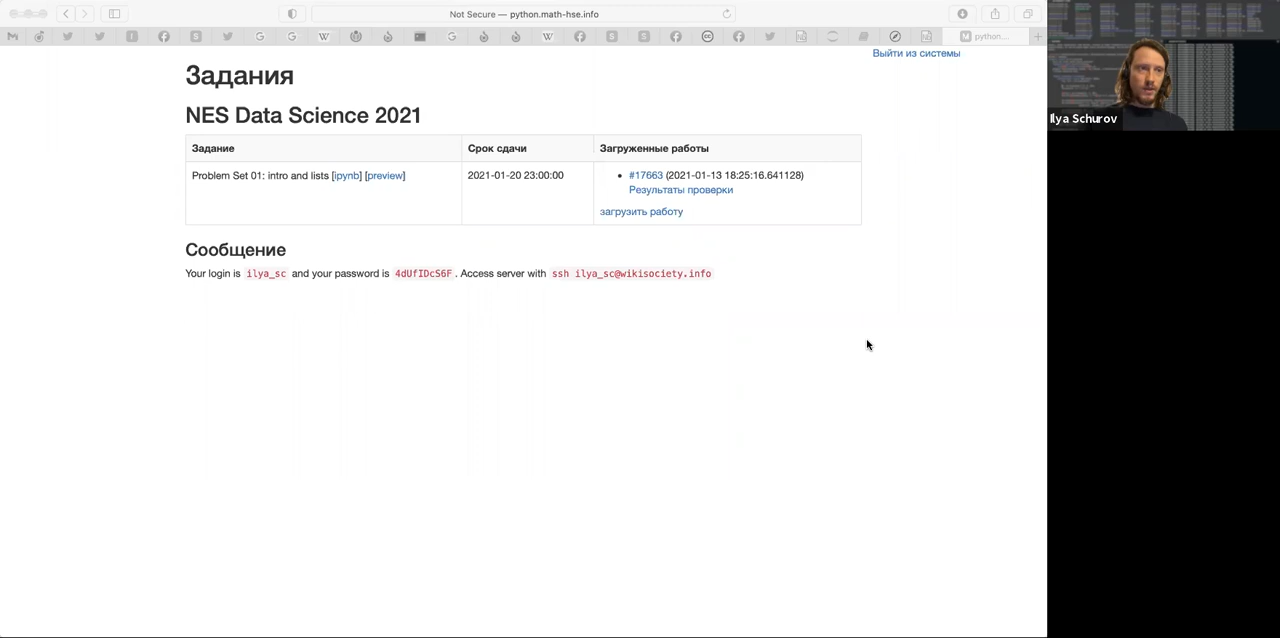 Not Secure — python.math-hse.info
python...
Выйти из системы
Задания
NES Data Science 2021
Задание
Срок сдачи
Загруженные работы
Problem Set 01: intro and lists [ipynb] [preview]
2021-01-20 23:00:00
• #17663 (2021-01-13 18:25:16.641128)
Результаты проверки
загрузить работу
Сообщение
Your login is ilya_sc and your password is 4dUfIDcS6F. Access server with ssh ilya_sc@wikisociety.info
Ilya Schurov